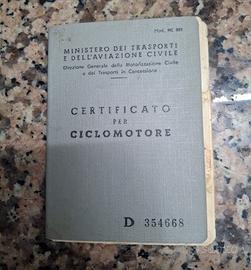 Mod. MC 801
MINISTERO DEI TRASPORTI
E DELL'AVIAZIONE CIVILE
Direzione Generale della Motorizzazione Civile
e dei Trasporti in Concessione
CERTIFICATO
PER
CICLOMOTORE
D 354668